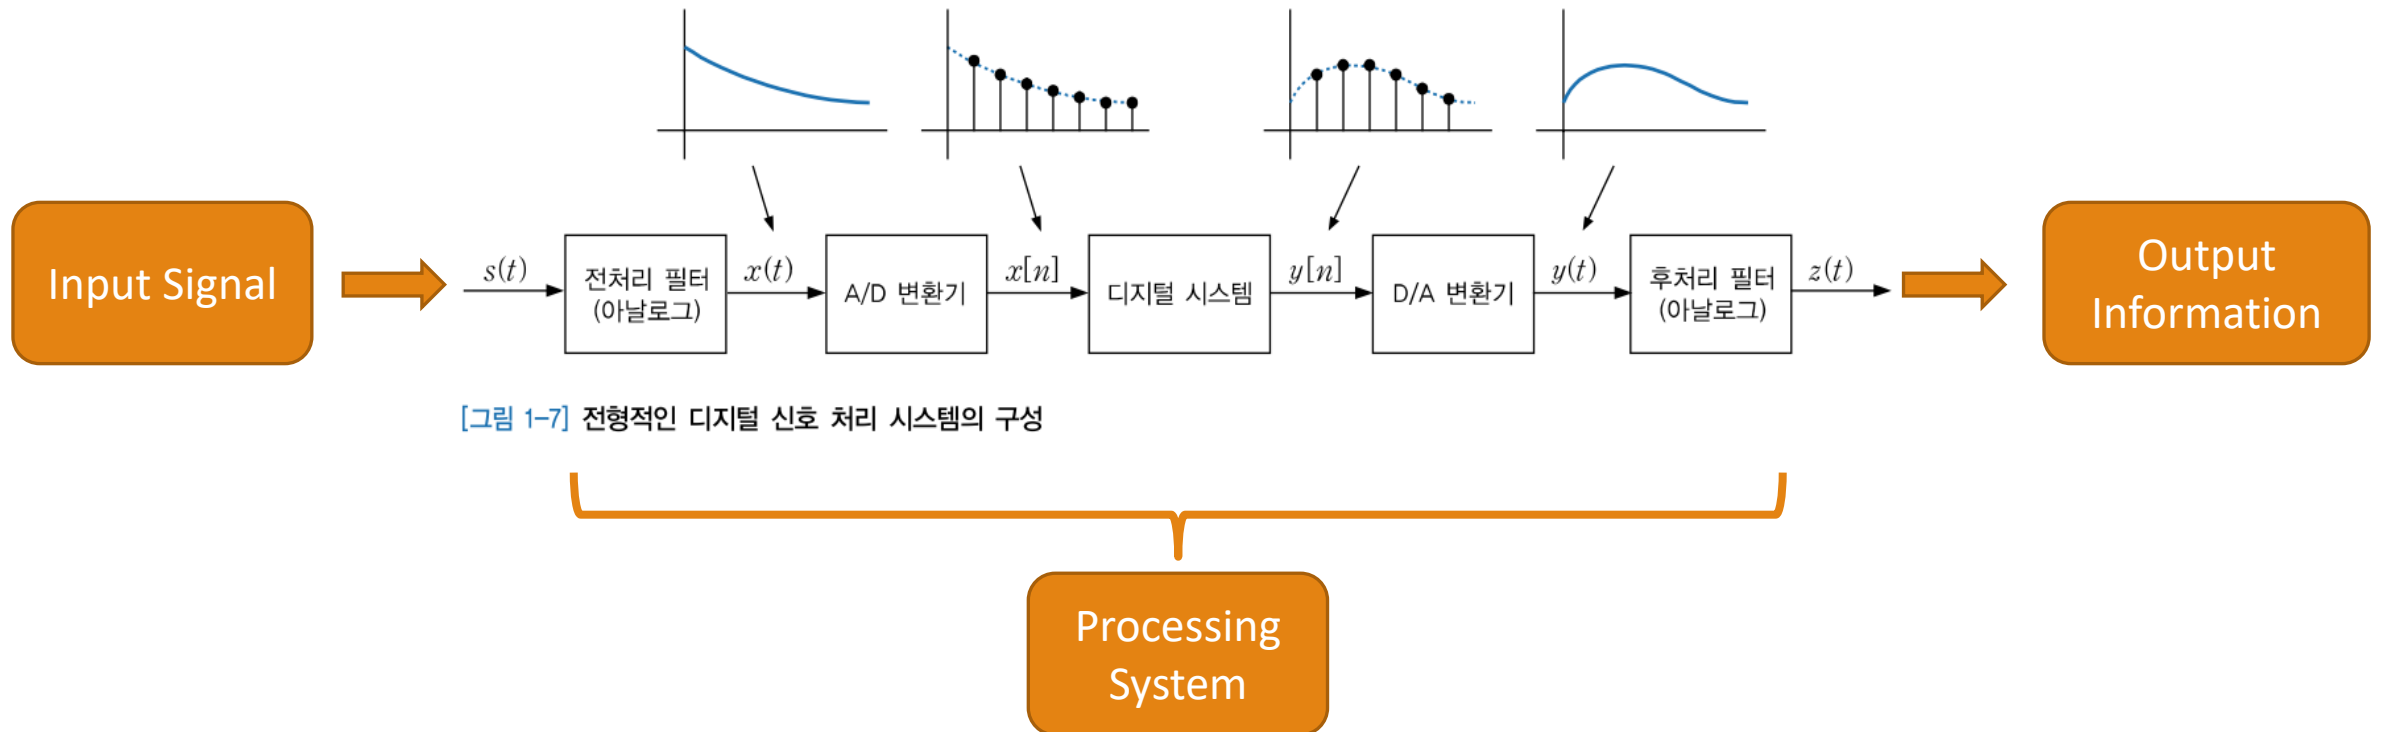 Input Signal
s(t)
전처리 필터
(아날로그)
x(t)
A/D 변환기
x[n]
디지털 시스템
y[n]
D/A 변환기
y(t)
후처리 필터
(아날로그)
z(t)
Output
Information
[그림 1-7] 전형적인 디지털 신호 처리 시스템의 구성
Processing
System